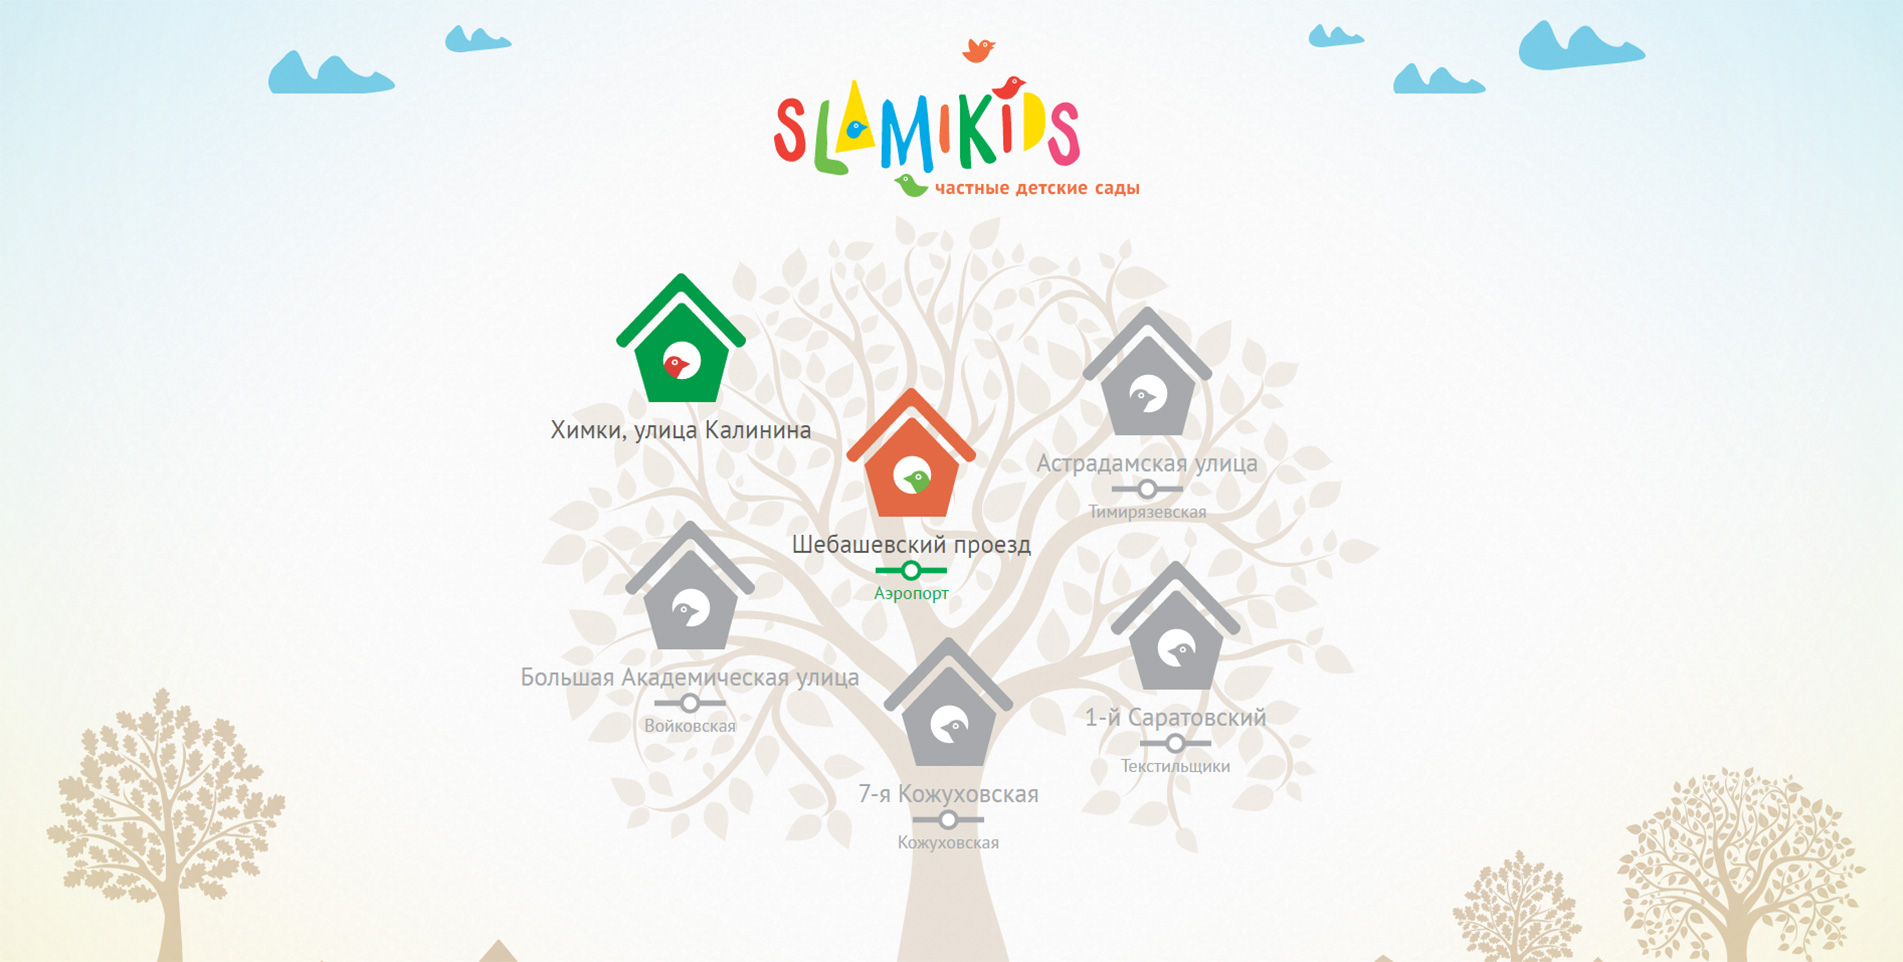 SLAMIKIDS
частные детские сады
Химки, улица Калинина
Астрадамская улица
Тимирязевская
Шебашевский проезд
Аэропорт
Большая Академическая улица
Войковская
1-й Саратовский
Текстильщики
7-я Кожуховская
Кожуховская